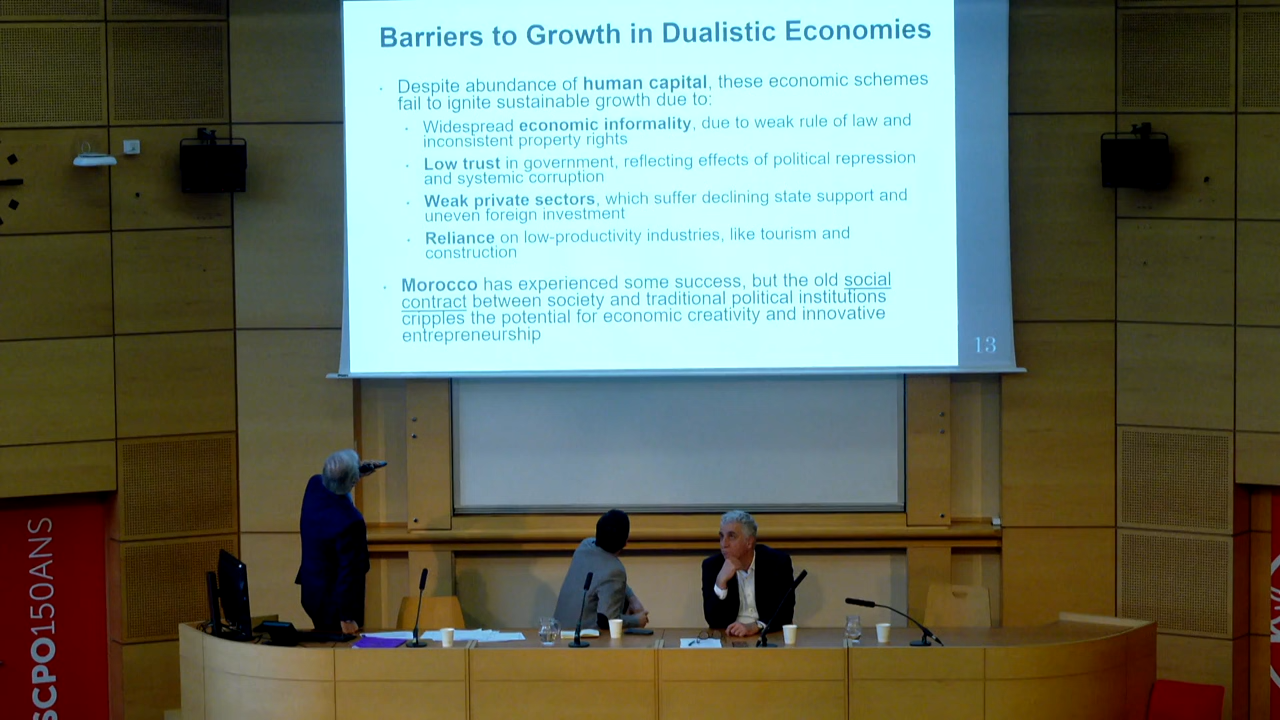 Barriers to Growth in Dualistic Economies
· Despite abundance of human capital, these economic schemes
fail to ignite sustainable growth due to:
· Widespread economic informality, due to weak rule of law and
inconsistent property rights
· Low trust in government, reflecting effects of political repression
and systemic corruption
· Weak private sectors, which suffer declining state support and
uneven foreign investment
· Reliance on low-productivity industries, like tourism and
construction
· Morocco has experienced some success, but the old social
contract between society and traditional political institutions
cripples the potential for economic creativity and innovative
entrepreneurship
13
SCPO150ANS